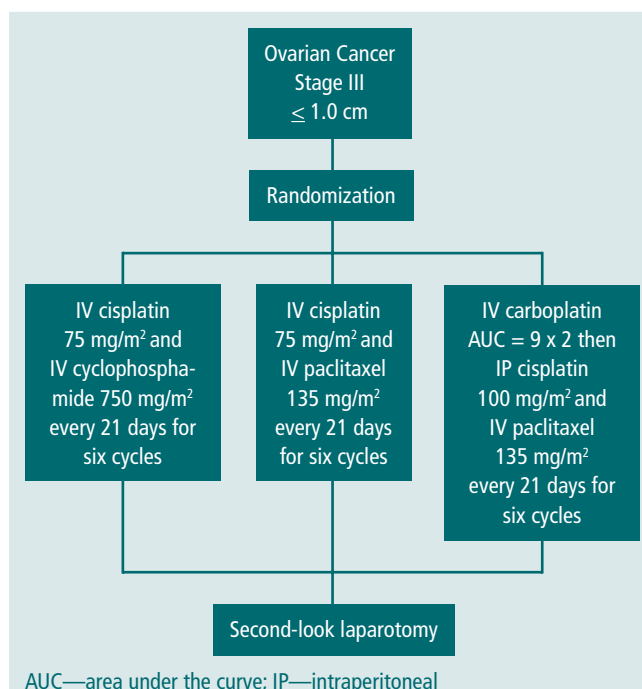 Ovarian Cancer
Stage III
≤ 1.0 cm
Randomization
IV cisplatin
75 mg/m² and
IV cyclophospha-
mide 750 mg/m²
every 21 days for
six cycles
IV cisplatin
75 mg/m² and
IV paclitaxel
135 mg/m²
every 21 days
for six cycles
IV carboplatin
AUC = 9 x 2 then
IP cisplatin
100 mg/m² and
IV paclitaxel
135 mg/m²
every 21 days for
six cycles
Second-look laparotomy
AUC—area under the curve; IP—intraperitoneal